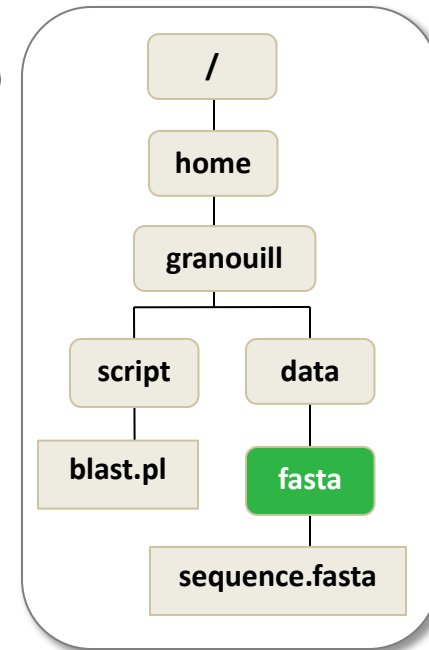 /
home
granouill
script data
blast.pl fasta
sequence.fasta